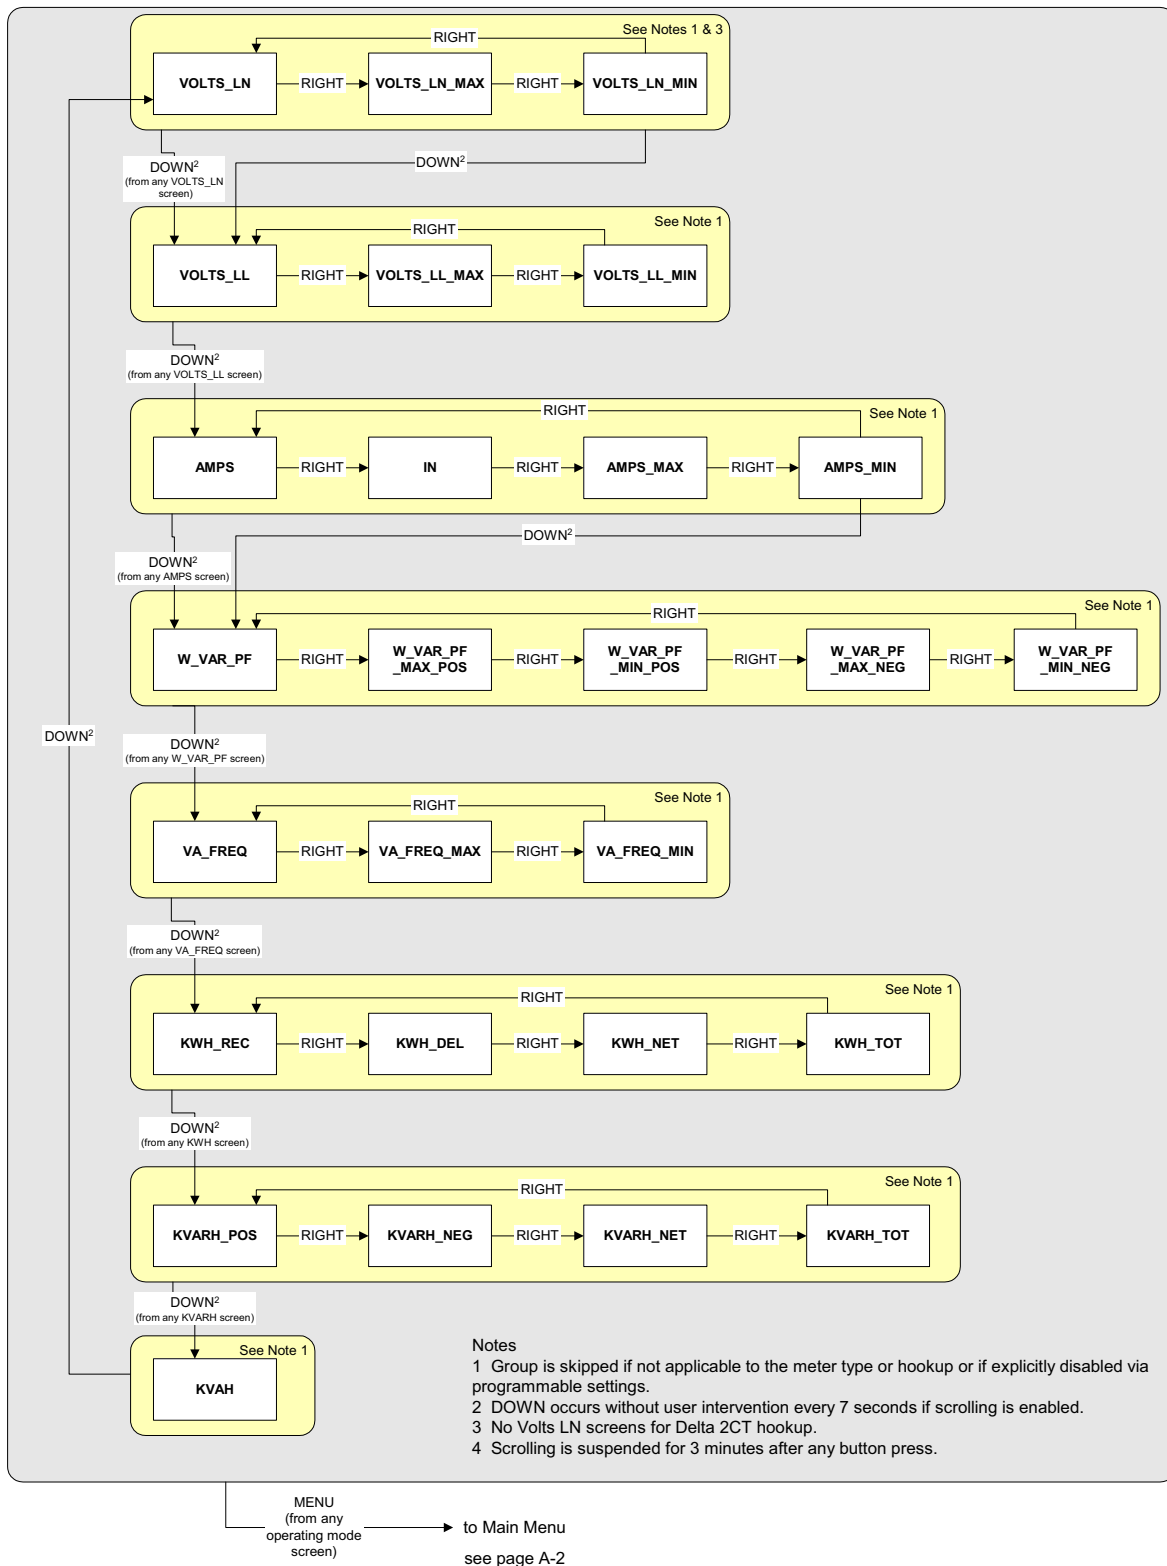 See Notes 1 & 3
RIGHT
VOLTS_LN
RIGHT
VOLTS_LN_MAX
RIGHT
VOLTS_LN_MIN
DOWN2
(from any VOLTS_LN
screen)
DOWN2
See Note 1
RIGHT
VOLTS_LL
RIGHT
VOLTS_LL_MAX
RIGHT
VOLTS_LL_MIN
DOWN2
(from any VOLTS_LL screen)
See Note 1
RIGHT
AMPS
RIGHT
IN
RIGHT
AMPS_MAX
RIGHT
AMPS_MIN
DOWN2
DOWN2
(from any AMPS screen)
See Note 1
RIGHT
W_VAR_PF
RIGHT
W_VAR_PF
_MAX_POS
RIGHT
W_VAR_PF
_MIN_POS
RIGHT
W_VAR_PF
_MAX_NEG
RIGHT
W_VAR_PF
_MIN_NEG
DOWN2
DOWN2
(from any W_VAR_PF screen)
See Note 1
RIGHT
VA_FREQ
RIGHT
VA_FREQ_MAX
RIGHT
VA_FREQ_MIN
DOWN2
(from any VA_FREQ screen)
See Note 1
RIGHT
KWH_REC
RIGHT
KWH_DEL
RIGHT
KWH_NET
RIGHT
KWH_TOT
DOWN2
(from any KWH screen)
See Note 1
RIGHT
KVARH_POS
RIGHT
KVARH_NEG
RIGHT
KVARH_NET
RIGHT
KVARH_TOT
DOWN2
(from any KVARH screen)
See Note 1
KVAH
Notes
1 Group is skipped if not applicable to the meter type or hookup or if explicitly disabled via
programmable settings.
2 DOWN occurs without user intervention every 7 seconds if scrolling is enabled.
3 No Volts LN screens for Delta 2CT hookup.
4 Scrolling is suspended for 3 minutes after any button press.
MENU
(from any
operating mode
screen)
to Main Menu
see page A-2